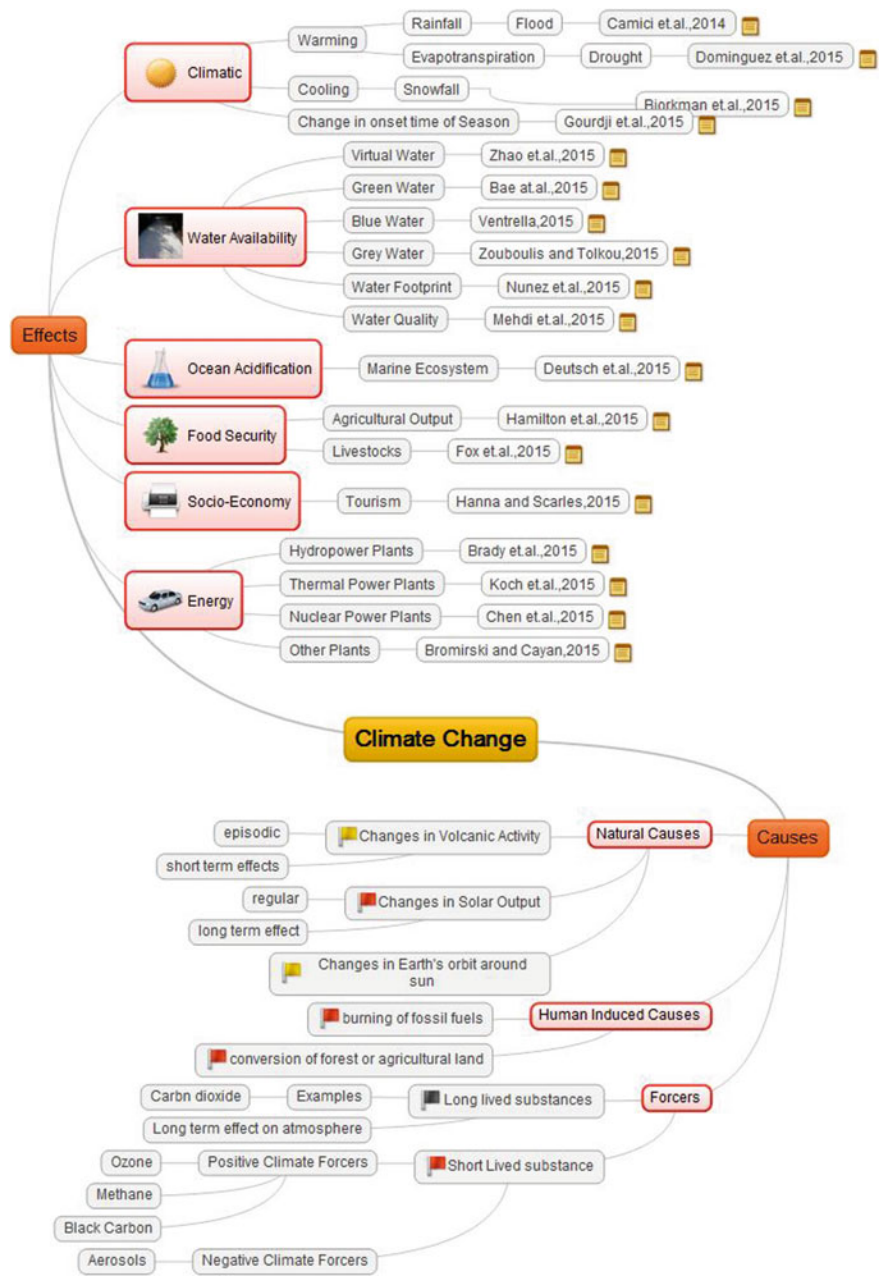 Climatic
Warming
Rainfall
Flood
Camici et.al.,2014
Evapotranspiration
Drought
Dominguez et.al.,2015
Cooling
Snowfall
Bjorkman et.al.,2015
Change in onset time of Season
Gourdji et.al.,2015
Water Availability
Virtual Water
Zhao et.al.,2015
Green Water
Bae at.al.,2015
Blue Water
Ventrella,2015
Grey Water
Zouboulis and Tolkou,2015
Water Footprint
Nunez et.al.,2015
Water Quality
Mehdi et.al.,2015
Effects
Ocean Acidification
Marine Ecosystem
Deutsch et.al.,2015
Food Security
Agricultural Output
Hamilton et.al.,2015
Livestocks
Fox et.al.,2015
Socio-Economy
Tourism
Hanna and Scarles,2015
Energy
Hydropower Plants
Brady et.al.,2015
Thermal Power Plants
Koch et.al.,2015
Nuclear Power Plants
Chen et.al.,2015
Other Plants
Bromirski and Cayan,2015
Climate Change
Causes
Natural Causes
Changes in Volcanic Activity
episodic
short term effects
Changes in Solar Output
regular
long term effect
Changes in Earth's orbit around
sun
Human Induced Causes
burning of fossil fuels
conversion of forest or agricultural land
Forcers
Long lived substances
Examples
Carbn dioxide
Long term effect on atmosphere
Short Lived substance
Positive Climate Forcers
Ozone
Methane
Black Carbon
Negative Climate Forcers
Aerosols